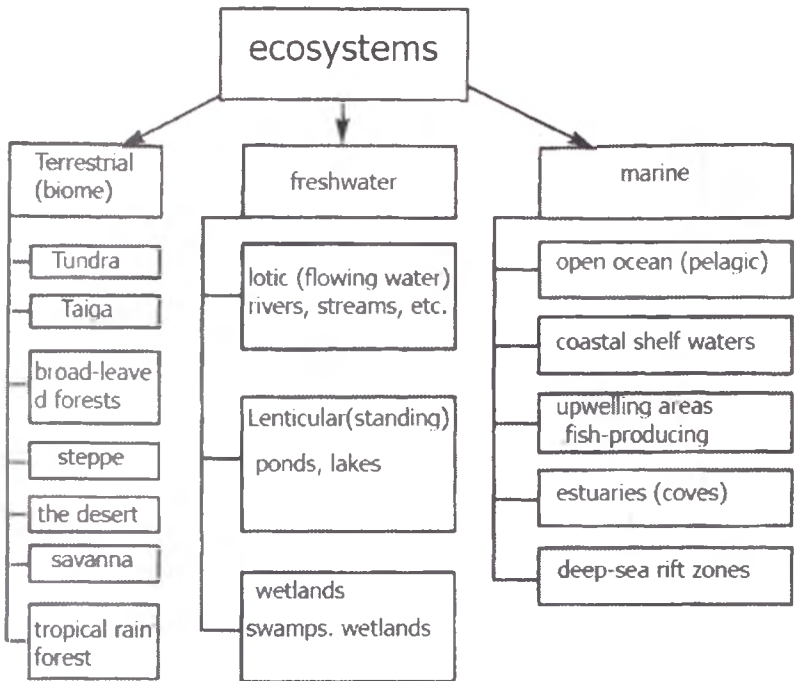 ecosystems
Terrestrial
(biome)
Tundra
Taiga
broad-leave
d forests
steppe
the desert
savanna
tropical rain
forest
freshwater
lotic (flowing water)
rivers, streams, etc.
Lenticular(standing)
ponds, lakes
wetlands
swamps. wetlands
marine
open ocean (pelagic)
coastal shelf waters
upwelling areas
fish-producing
estuaries (coves)
deep-sea rift zones